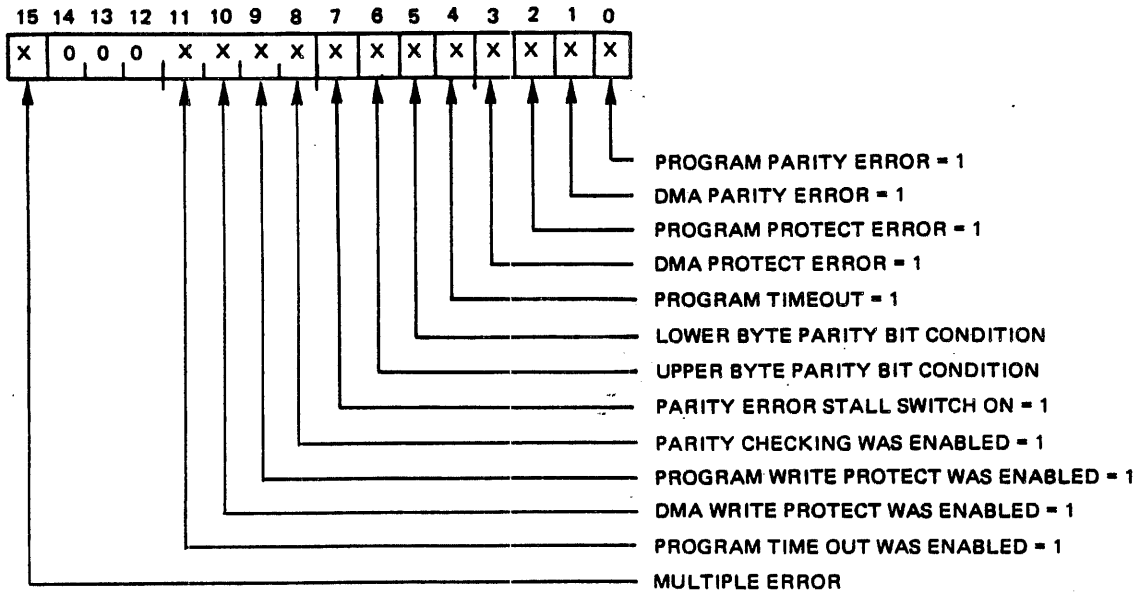 15 14 13 12 11 10 9 8 7 6 5 4 3 2 1 0
X 0 0 0 X X X X X X X X X X X X
PROGRAM PARITY ERROR = 1
DMA PARITY ERROR = 1
PROGRAM PROTECT ERROR = 1
DMA PROTECT ERROR = 1
PROGRAM TIMEOUT = 1
LOWER BYTE PARITY BIT CONDITION
UPPER BYTE PARITY BIT CONDITION
PARITY ERROR STALL SWITCH ON = 1
PARITY CHECKING WAS ENABLED = 1
PROGRAM WRITE PROTECT WAS ENABLED = 1
DMA WRITE PROTECT WAS ENABLED = 1
PROGRAM TIME OUT WAS ENABLED = 1
MULTIPLE ERROR